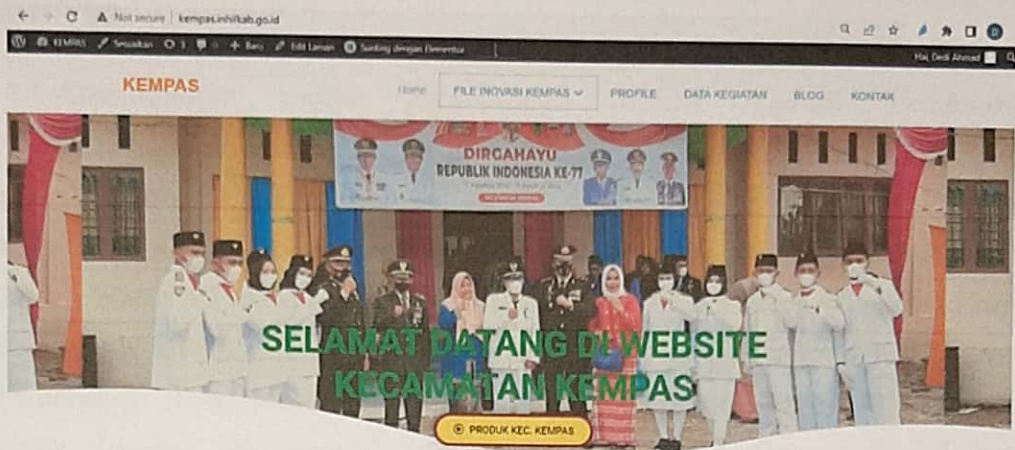 Not secure kempas.inhilkab.go.id
KEMPAS Sesuaikan 3 Baru Edit Laman Sunting dengan Elementor
Hai, Dedi Ahmad
KEMPAS
Home FILE INOVASI KEMPAS PROFILE DATA KEGIATAN BLOG KONTAK
DIRGAHAYU
REPUBLIK INDONESIA KE-77
SELAMAT DATANG DI WEBSITE
KECAMATAN KEMPAS
PRODUK KEC. KEMPAS